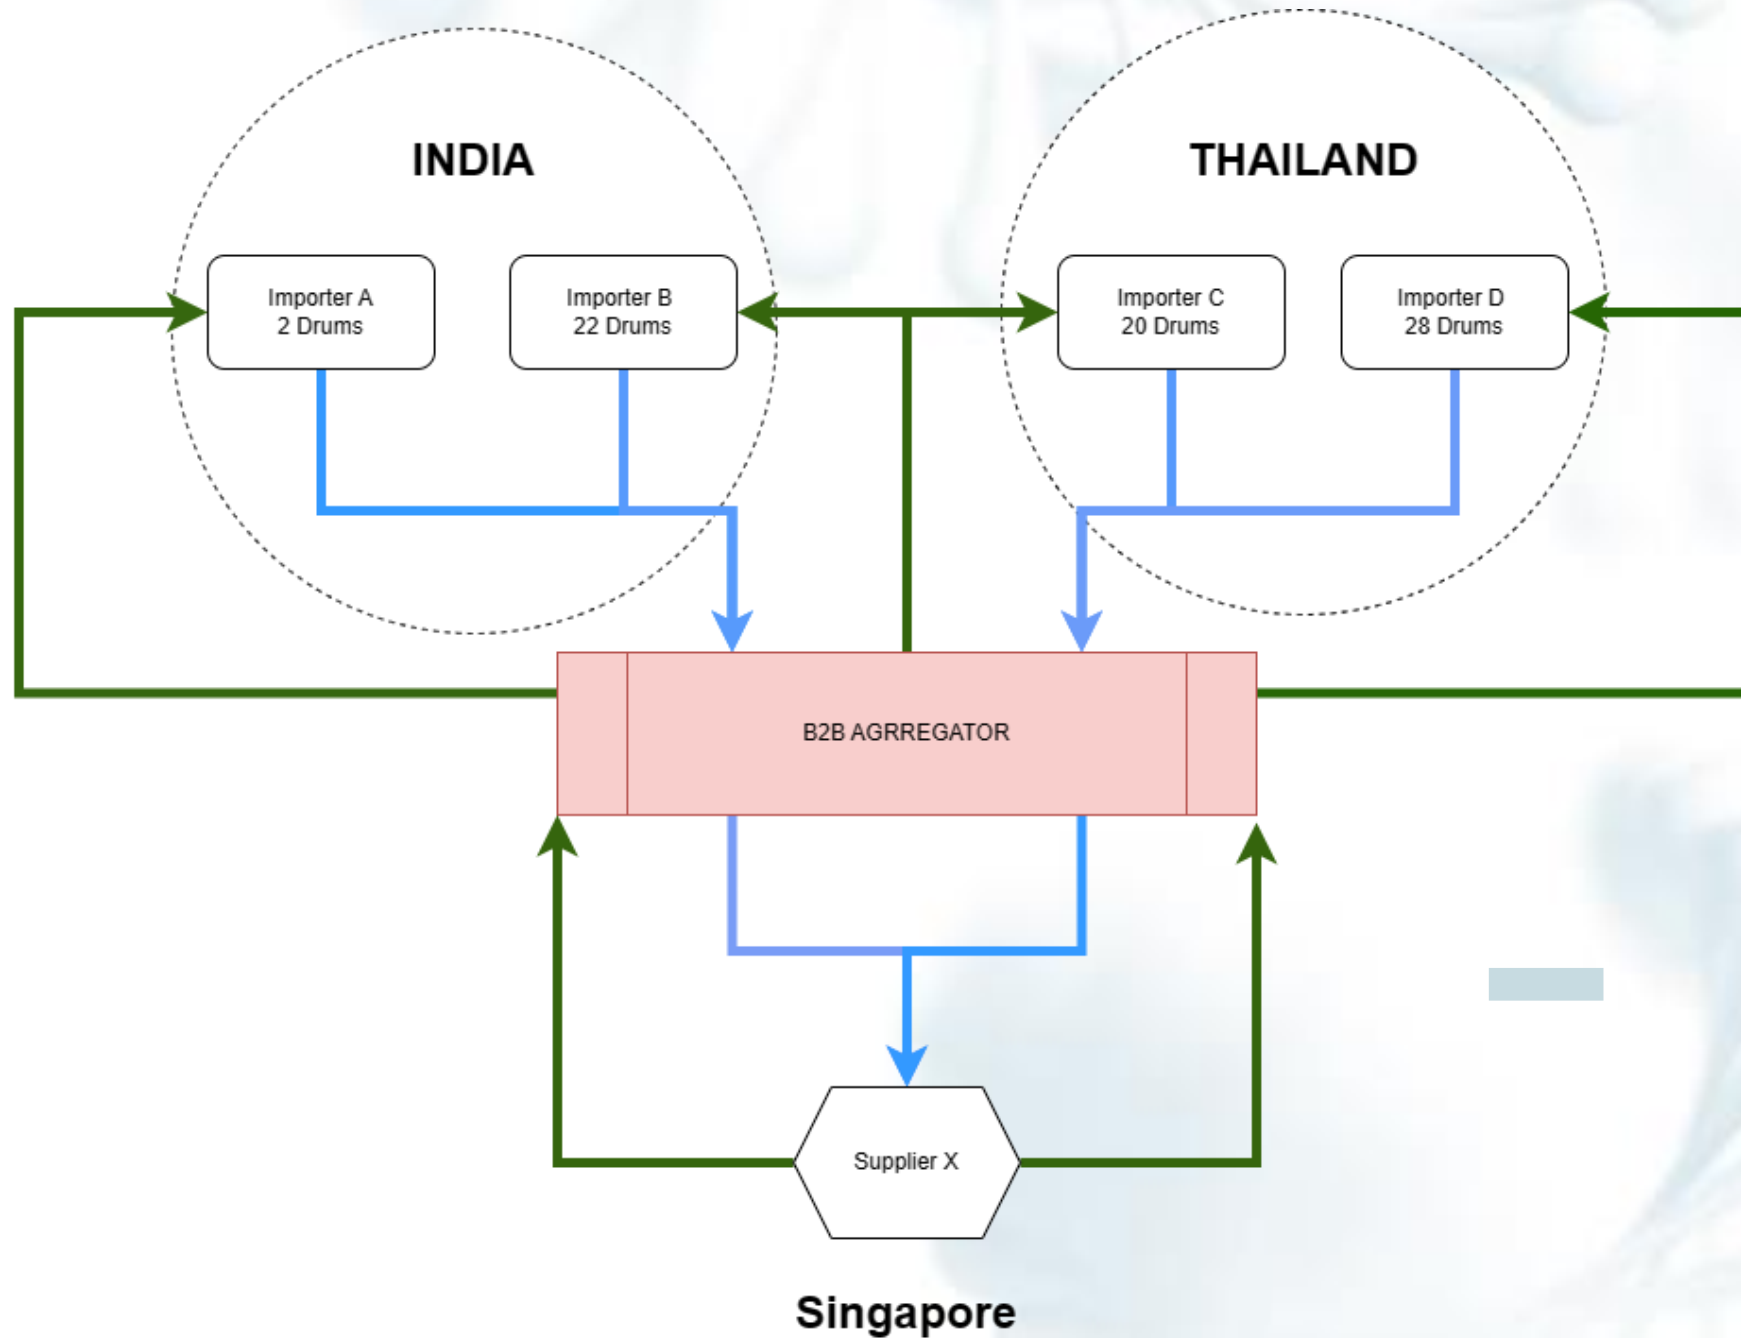 INDIA
THAILAND
Importer A
2 Drums
Importer B
22 Drums
Importer C
20 Drums
Importer D
28 Drums
B2B AGRREGATOR
Supplier X
Singapore